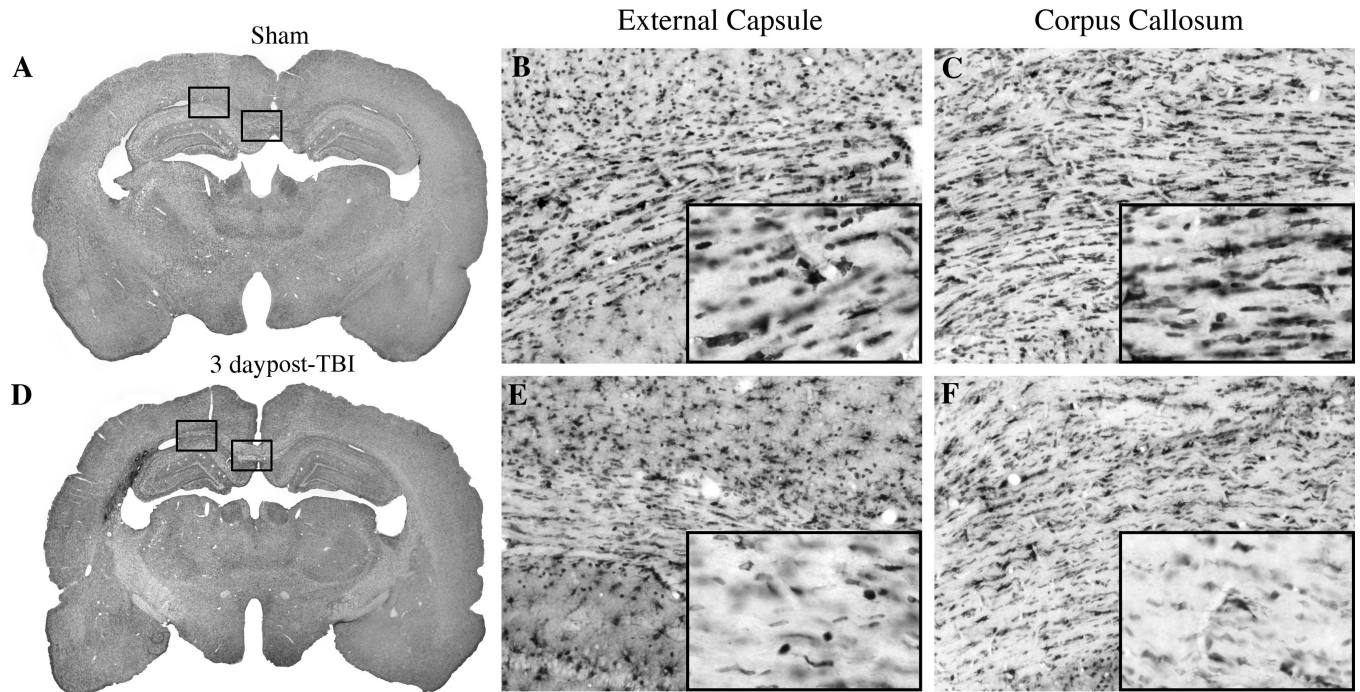 External Capsule
Corpus Callosum
Sham
A
B
C
3 daypost-TBI
D
E
F